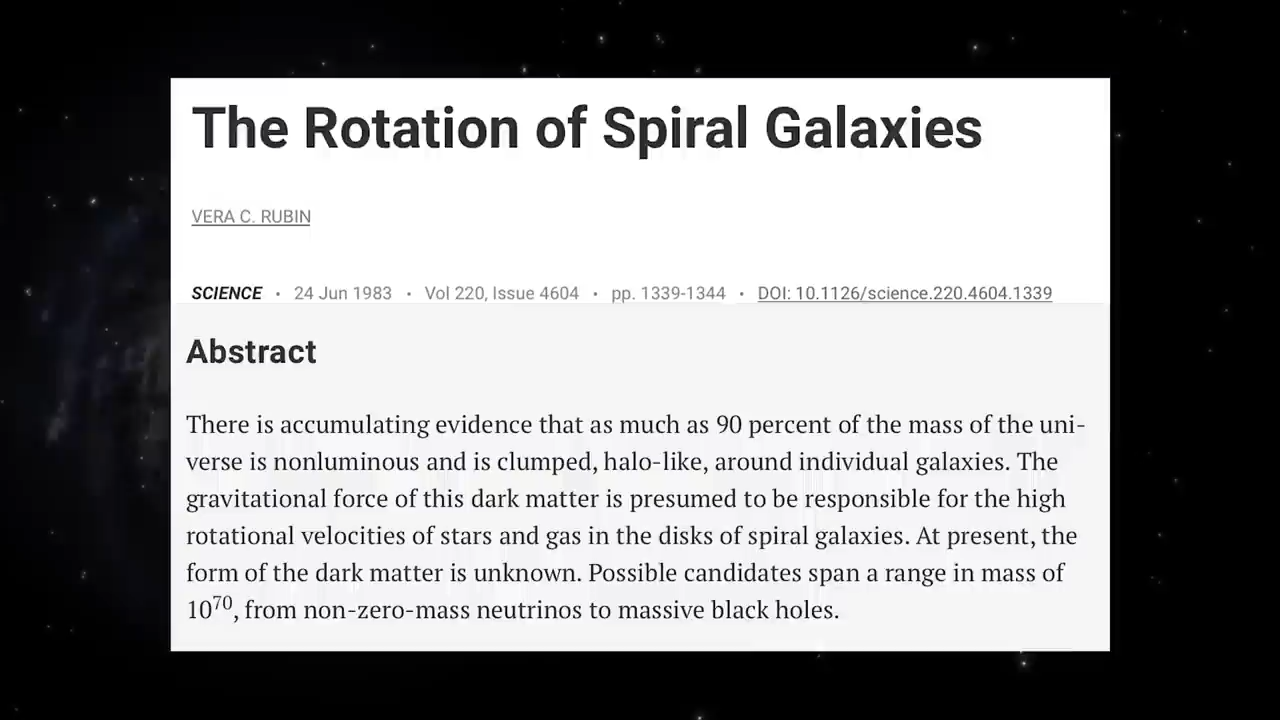 The Rotation of Spiral Galaxies
VERA C. RUBIN
SCIENCE • 24 Jun 1983 • Vol 220, Issue 4604 • pp. 1339-1344 • DOI: 10.1126/science.220.4604.1339
Abstract
There is accumulating evidence that as much as 90 percent of the mass of the uni-
verse is nonluminous and is clumped, halo-like, around individual galaxies. The
gravitational force of this dark matter is presumed to be responsible for the high
rotational velocities of stars and gas in the disks of spiral galaxies. At present, the
form of the dark matter is unknown. Possible candidates span a range in mass of
10⁷⁰, from non-zero-mass neutrinos to massive black holes.